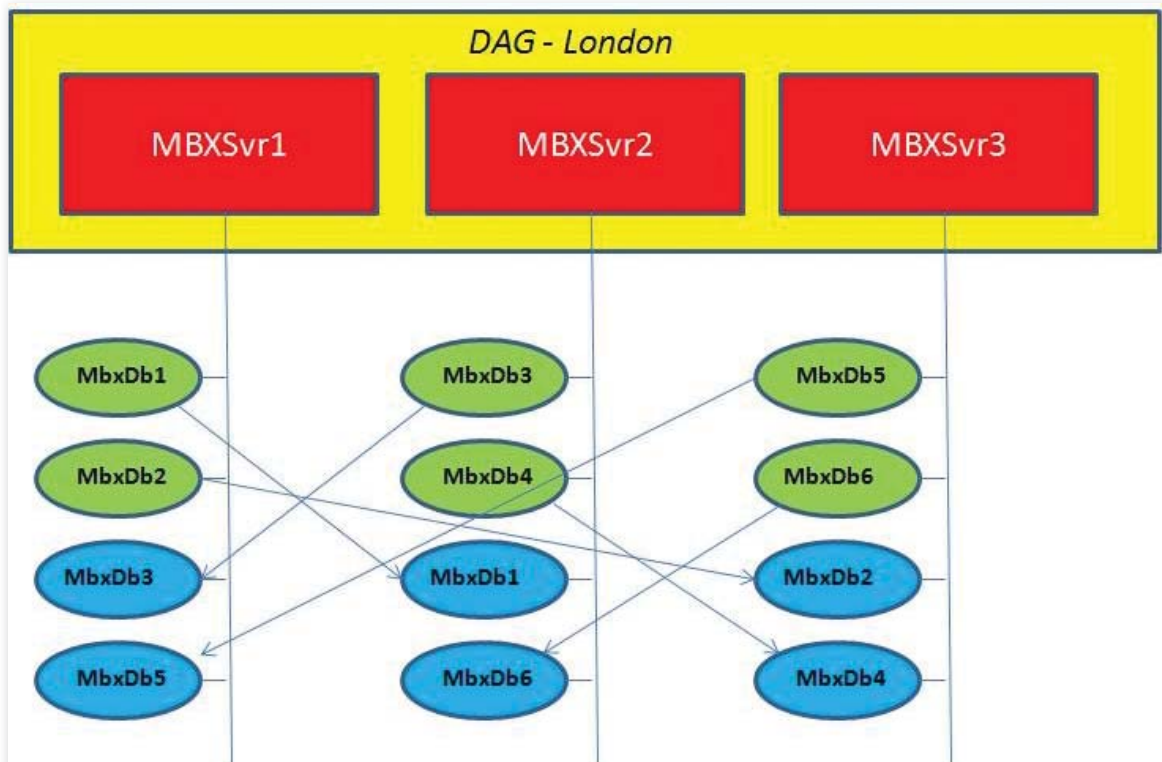 DAG - London
MBXSvr1
MBXSvr2
MBXSvr3
MbxDb1
MbxDb3
MbxDb5
MbxDb2
MbxDb4
MbxDb6
MbxDb3
MbxDb1
MbxDb2
MbxDb5
MbxDb6
MbxDb4